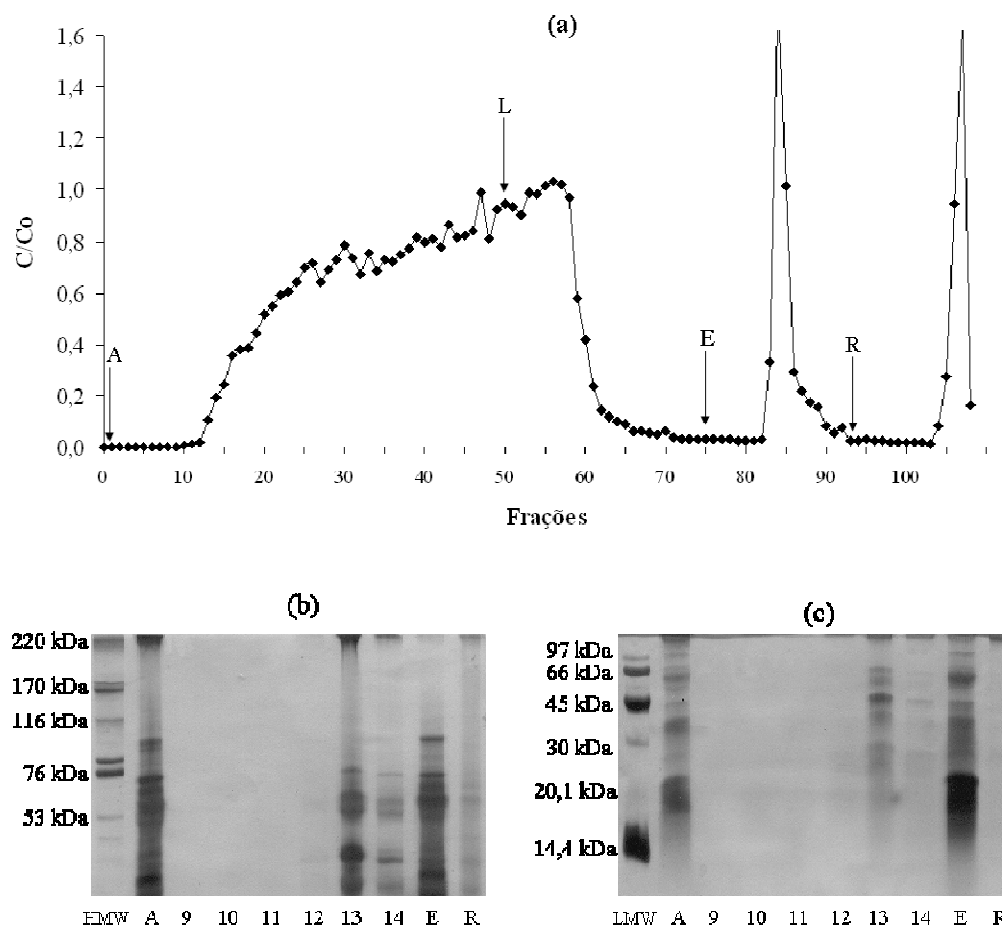 (a)
1,6
1,4
1,2
1,0
0,8
0,6
0,4
0,2
0,0
C/Co
A
L
E
R
0 10 20 30 40 50 60 70 80 90 100
Frações
(b)
220 kDa
170 kDa
116 kDa
76 kDa
53 kDa
HMW A 9 10 11 12 13 14 E R
(c)
97 kDa
66 kDa
45 kDa
30 kDa
20,1 kDa
14,4 kDa
LMW A 9 10 11 12 13 14 E R